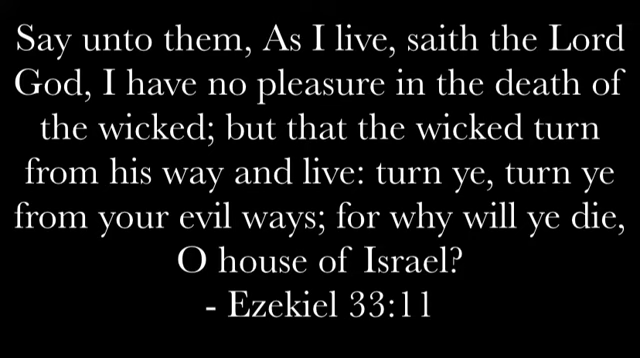 Say unto them, As I live, saith the Lord
God, I have no pleasure in the death of
the wicked; but that the wicked turn
from his way and live: turn ye, turn ye
from your evil ways; for why will ye die,
O house of Israel?
- Ezekiel 33:11